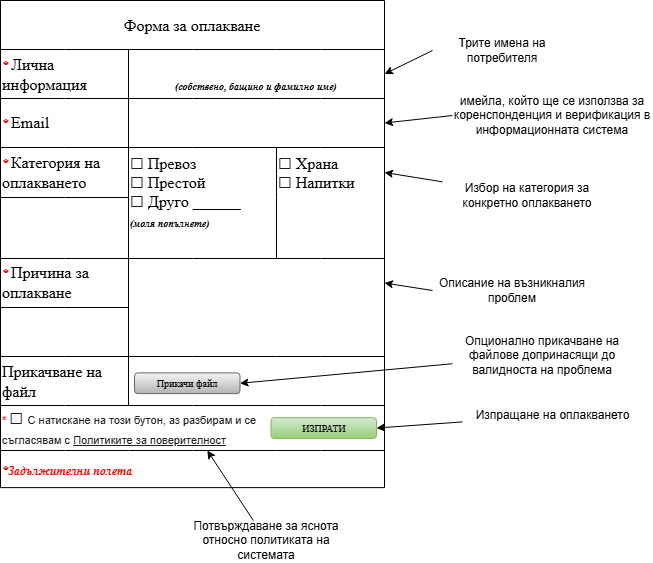 Форма за оплакване
* Лична
информация
(собствено, бащино и фамилно име)
Трите имена на
потребителя
* Email
имейла, който ще се използва за
кореспонденция и верификация в
информационната система
* Категория на
оплакването
☐ Превоз
☐ Престой
☐ Друго ______
(моля попълнете)
☐ Храна
☐ Напитки
Избор на категория за
конкретно оплакването
* Причина за
оплакване
Описание на възникналия
проблем
Прикачване на
файл
Прикачи файл
Опционално прикачване на
файлове допринасящи до
валидността на проблема
* ☐ С натискане на този бутон, аз разбирам и се
съгласявам с Политиките за поверителност
ИЗПРАТИ
Изпращане на оплакването
*Задължителни полета
Потвърждаване за яснота
относно политиката на
системата